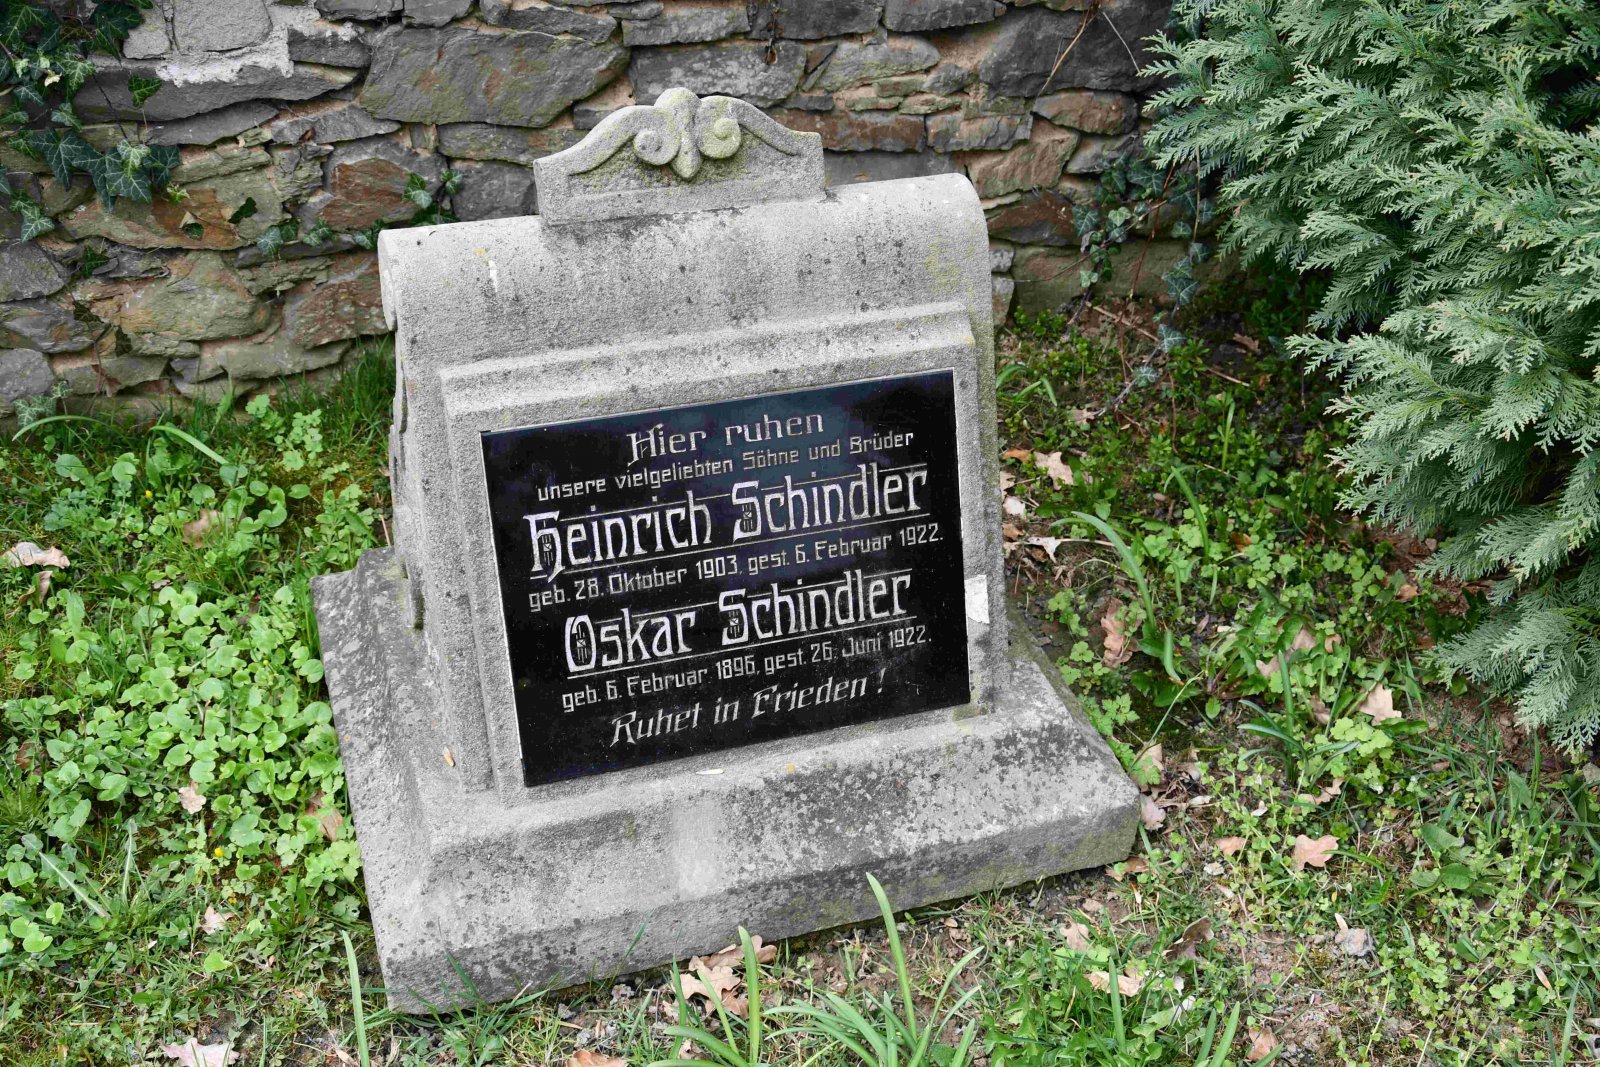 Hier ruhen
unsere vielgeliebten Söhne und Brüder
Heinrich Schindler
geb. 28. Oktober 1903, gest. 6. Februar 1922.
Oskar Schindler
geb. 6. Februar 1896, gest. 26. Juni 1922.
Ruhet in Frieden!